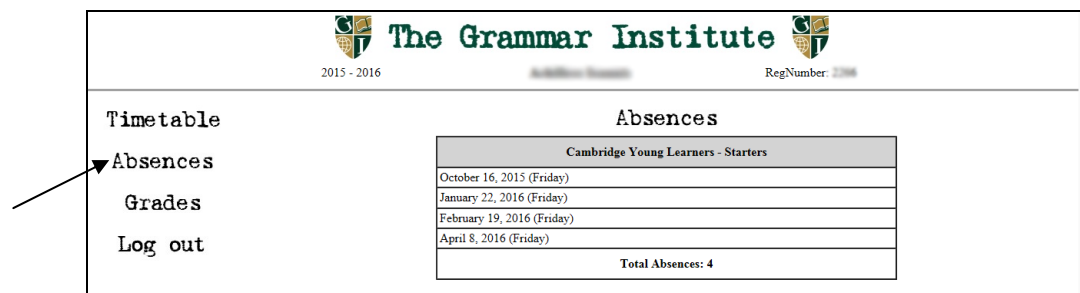 The Grammar Institute
2015 - 2016 RegNumber:
Timetable
Absences
Grades
Log out
Absences
Cambridge Young Learners - Starters
October 16, 2015 (Friday)
January 22, 2016 (Friday)
February 19, 2016 (Friday)
April 8, 2016 (Friday)
Total Absences: 4